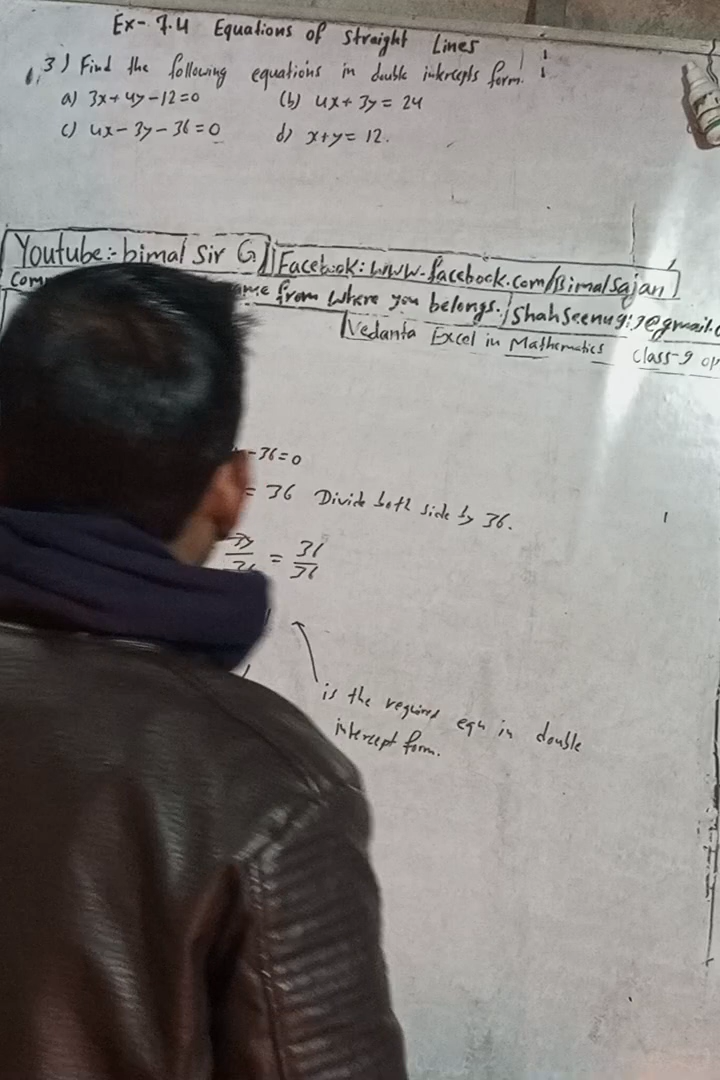 Ex- 7.4 Equations of Straight Lines
3) Find the following equations in double intercepts form.
a) 3x+4y-12=0 (b) 4x+3y=24
c) 4x-3y-36=0 d) x+y=12.
Youtube:-bimal Sir G Facebook: www.facebook.com/Bimalsajan
from where you belongs. Shahseenu
Vedanta Excel in Mathematics Class-9
-36=0
= 36 Divide both side by 36.
3y/36 = 36/36
is the required eqn in double
intercept form.